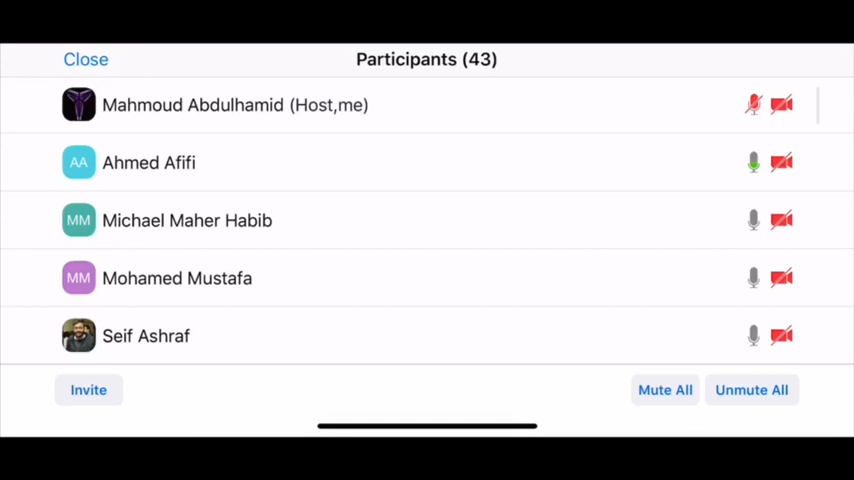 Close Participants (43)
Mahmoud Abdulhamid (Host,me)
AA Ahmed Afifi
MM Michael Maher Habib
MM Mohamed Mustafa
Seif Ashraf
Invite Mute All Unmute All